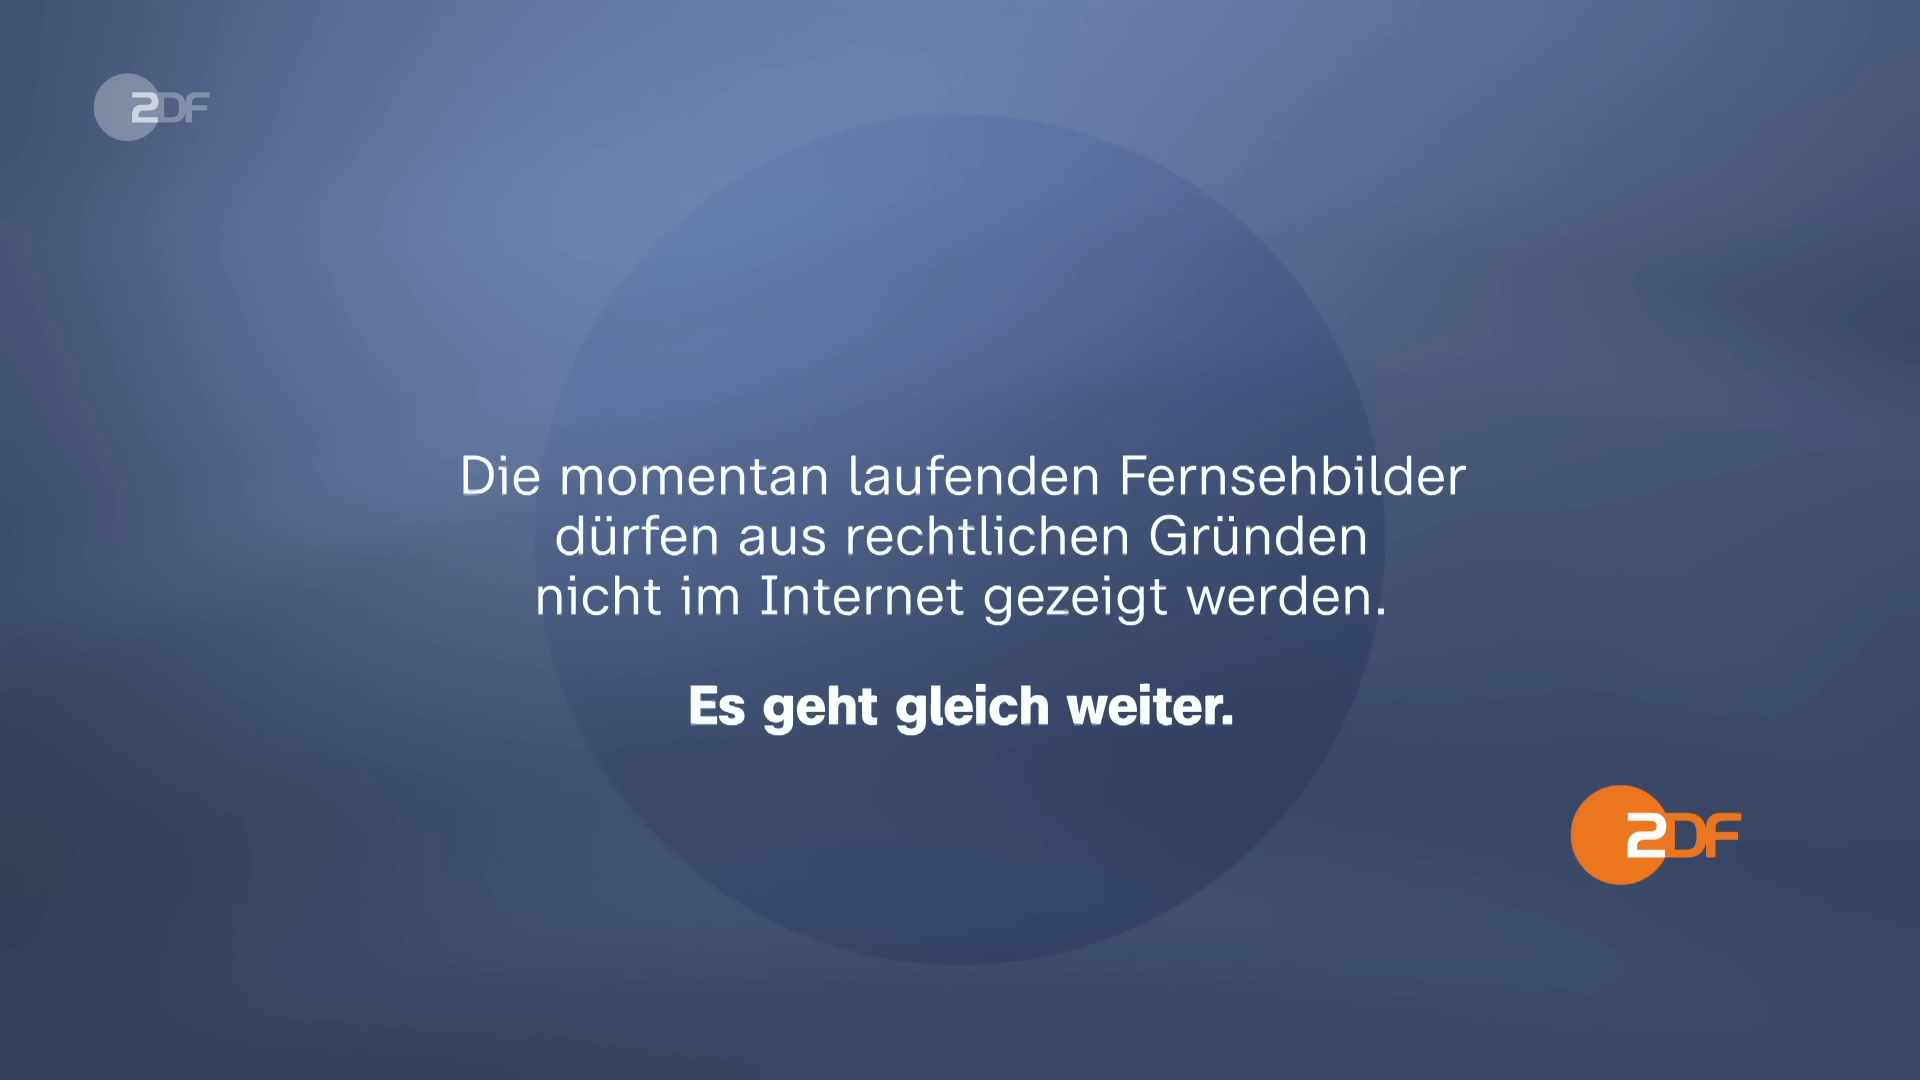 ZDF
Die momentan laufenden Fernsehbilder
dürfen aus rechtlichen Gründen
nicht im Internet gezeigt werden.
Es geht gleich weiter.
ZDF